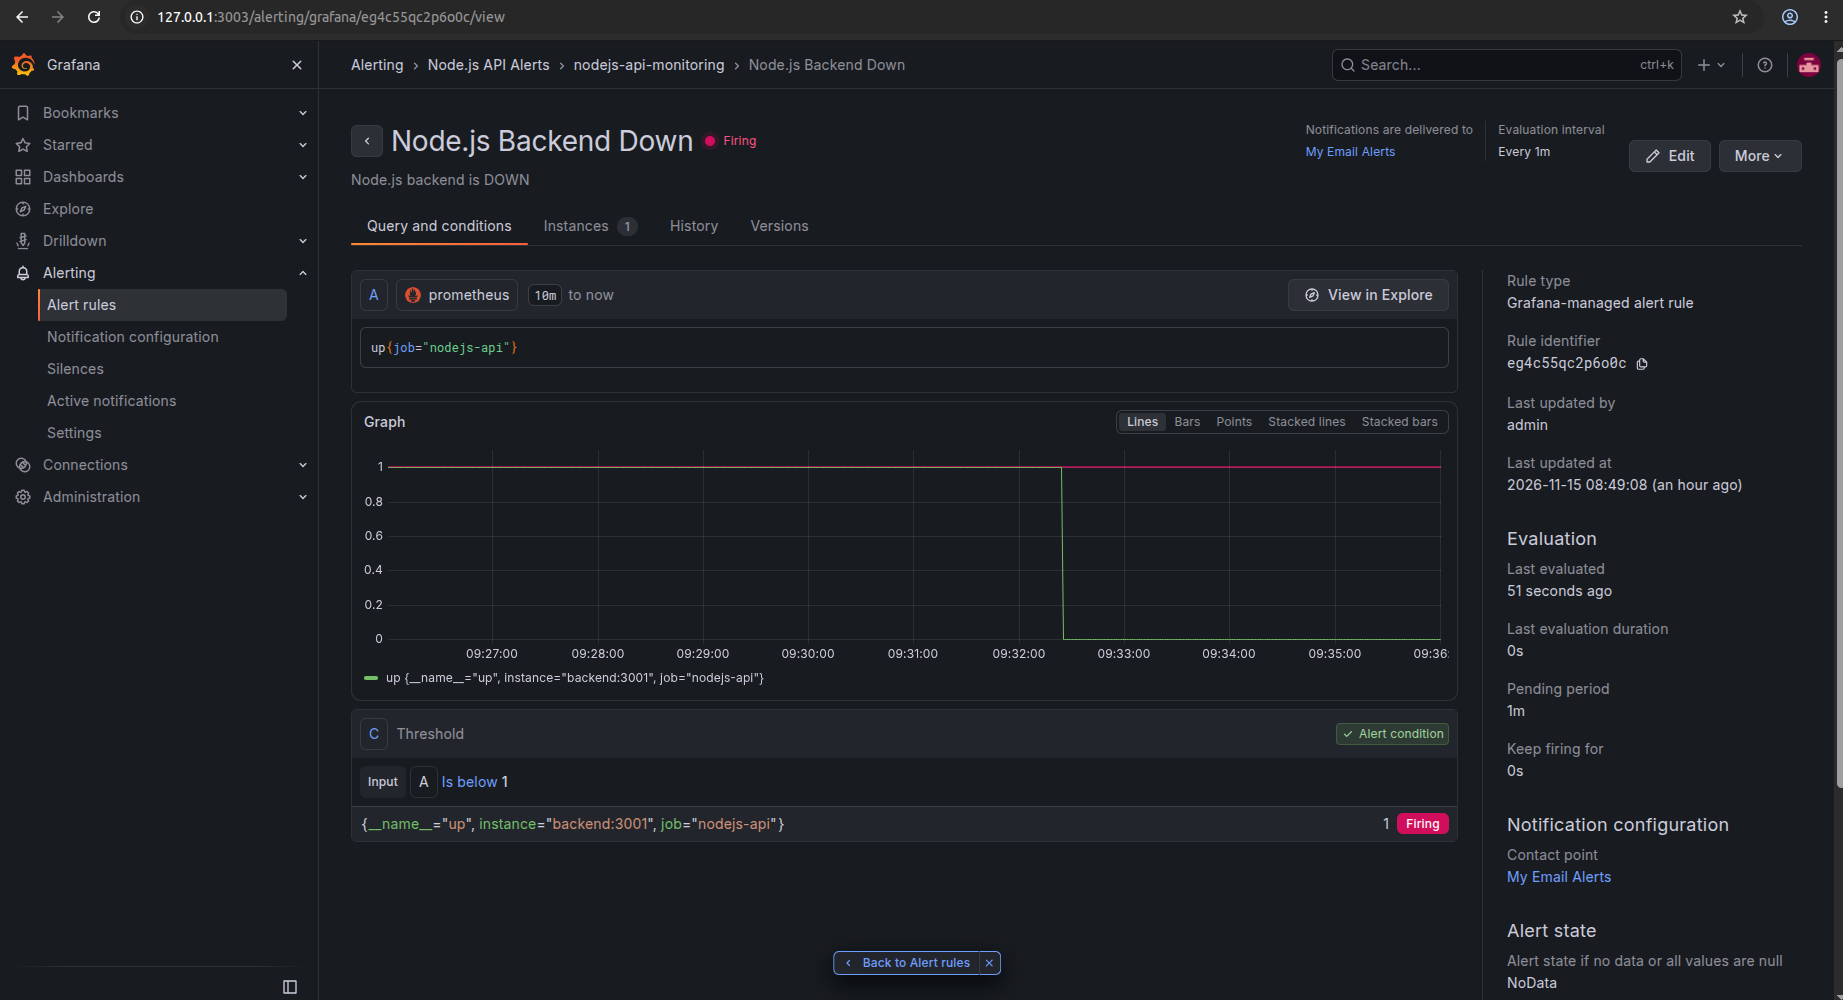 127.0.0.1:3003/alerting/grafana/eg4c55qc2p6o0c/view
Grafana
Bookmarks
Starred
Dashboards
Explore
Drilldown
Alerting
Alert rules
Notification configuration
Silences
Active notifications
Settings
Connections
Administration
Alerting › Node.js API Alerts › nodejs-api-monitoring › Node.js Backend Down
Search... ctrl+k
Node.js Backend Down Firing
Node.js backend is DOWN
Notifications are delivered to
My Email Alerts
Evaluation interval
Every 1m
Edit More
Query and conditions Instances 1 History Versions
A prometheus 10m to now View in Explore
up{job="nodejs-api"}
Graph Lines Bars Points Stacked lines Stacked bars
1
0.8
0.6
0.4
0.2
0
09:27:00 09:28:00 09:29:00 09:30:00 09:31:00 09:32:00 09:33:00 09:34:00 09:35:00 09:36:
up {__name__="up", instance="backend:3001", job="nodejs-api"}
C Threshold Alert condition
Input A Is below 1
{__name__="up", instance="backend:3001", job="nodejs-api"} 1 Firing
Back to Alert rules
Rule type
Grafana-managed alert rule
Rule identifier
eg4c55qc2p6o0c
Last updated by
admin
Last updated at
2026-11-15 08:49:08 (an hour ago)
Evaluation
Last evaluated
51 seconds ago
Last evaluation duration
0s
Pending period
1m
Keep firing for
0s
Notification configuration
Contact point
My Email Alerts
Alert state
Alert state if no data or all values are null
NoData